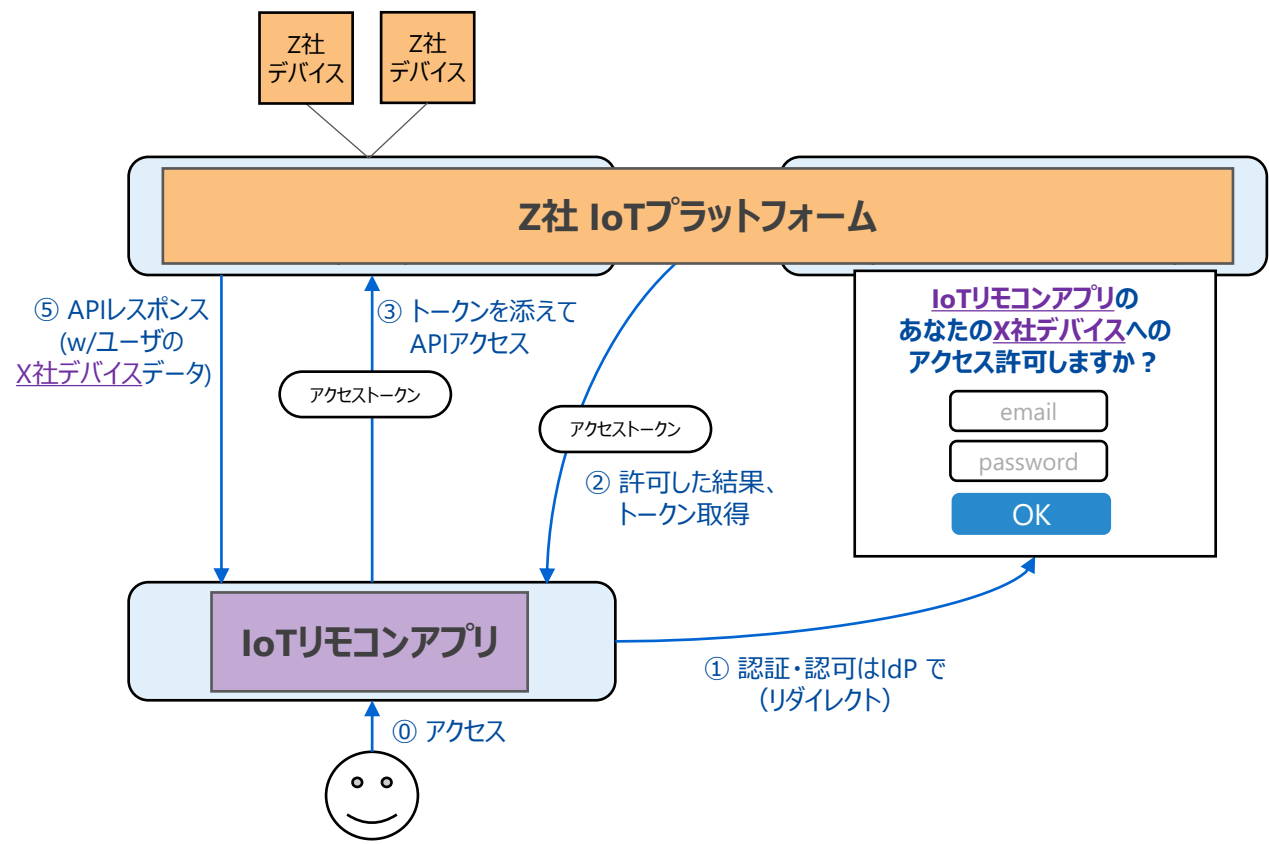 Z社
デバイス
Z社
デバイス
Z社 IoTプラットフォーム
⑤ APIレスポンス
(w/ユーザの
X社デバイスデータ)
③ トークンを添えて
APIアクセス
アクセストークン
アクセストークン
② 許可した結果、
トークン取得
IoTリモコンアプリの
あなたのX社デバイスへの
アクセス許可しますか？
email
password
OK
IoTリモコンアプリ
① 認証・認可はIdP で
（リダイレクト）
⓪ アクセス